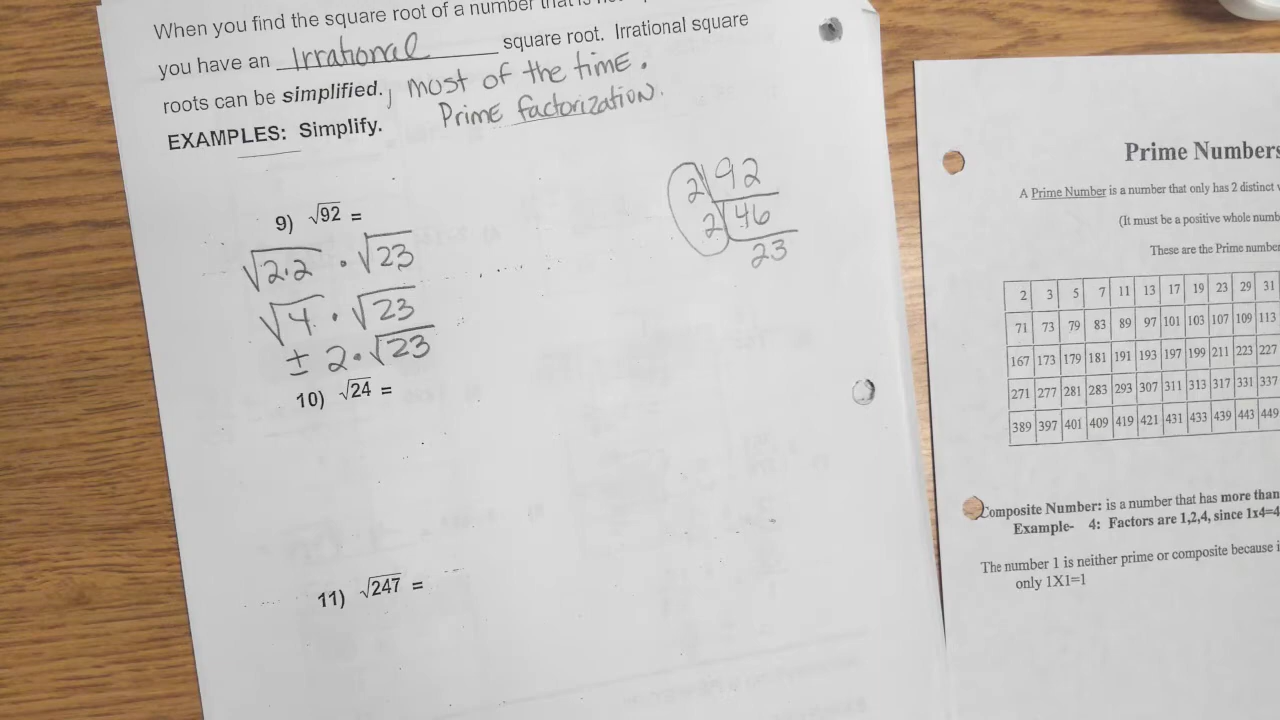 When you find the square root of a number that is
you have an Irrational square root. Irrational square
roots can be simplified., most of the time.
Prime factorization.
EXAMPLES: Simplify.
9) √92 =
√2·2 · √23
√4 · √23
± 2·√23
2 92
2 46
23
10) √24 =
11) √247 =
Prime Numbers
A Prime Number is a number that only has 2 distinct
(It must be a positive whole numb
These are the Prime number
2 3 5 7 11 13 17 19 23 29 31
71 73 79 83 89 97 101 103 107 109 113
167 173 179 181 191 193 197 199 211 223 227
271 277 281 283 293 307 311 313 317 331 337
389 397 401 409 419 421 431 433 439 443 449
Composite Number: is a number that has more than
Example- 4: Factors are 1,2,4, since 1x4=4
The number 1 is neither prime or composite because i
only 1X1=1